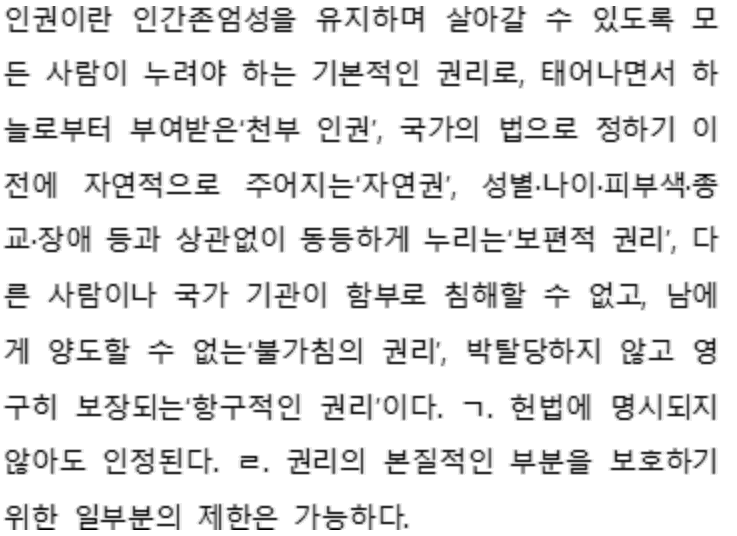 인권이란 인간존엄성을 유지하며 살아갈 수 있도록 모
든 사람이 누려야 하는 기본적인 권리로, 태어나면서 하
늘로부터 부여받은‘천부 인권’, 국가의 법으로 정하기 이
전에 자연적으로 주어지는‘자연권’, 성별·나이·피부색·종
교·장애 등과 상관없이 동등하게 누리는‘보편적 권리’, 다
른 사람이나 국가 기관이 함부로 침해할 수 없고, 남에
게 양도할 수 없는‘불가침의 권리’, 박탈당하지 않고 영
구히 보장되는‘항구적인 권리’이다. ㄱ. 헌법에 명시되지
않아도 인정된다. ㄹ. 권리의 본질적인 부분을 보호하기
위한 일부분의 제한은 가능하다.